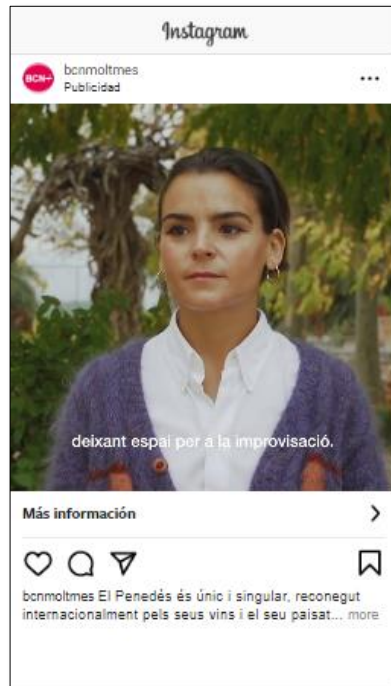 Instagram
BCN+
bcnmoltmes
Publicidad
deixant espai per a la improvisació.
Más información
bcnmoltmes El Penedès és únic i singular, reconegut
internacionalment pels seus vins i el seu paisat... more